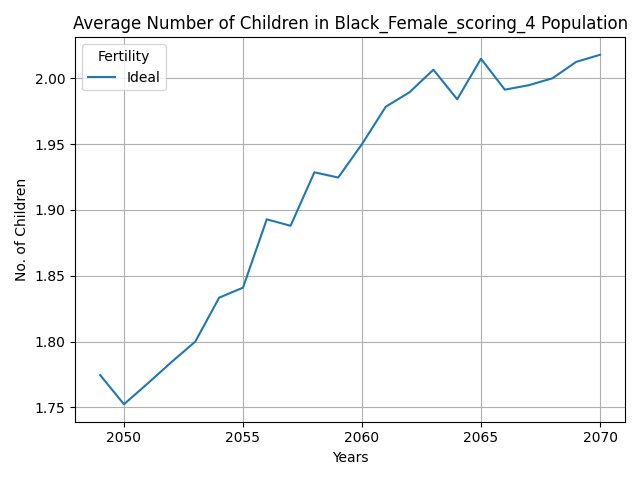 Average Number of Children in Black_Female_scoring_4 Population
Fertility
Ideal
No. of Children
2.00
1.95
1.90
1.85
1.80
1.75
2050 2055 2060 2065 2070
Years